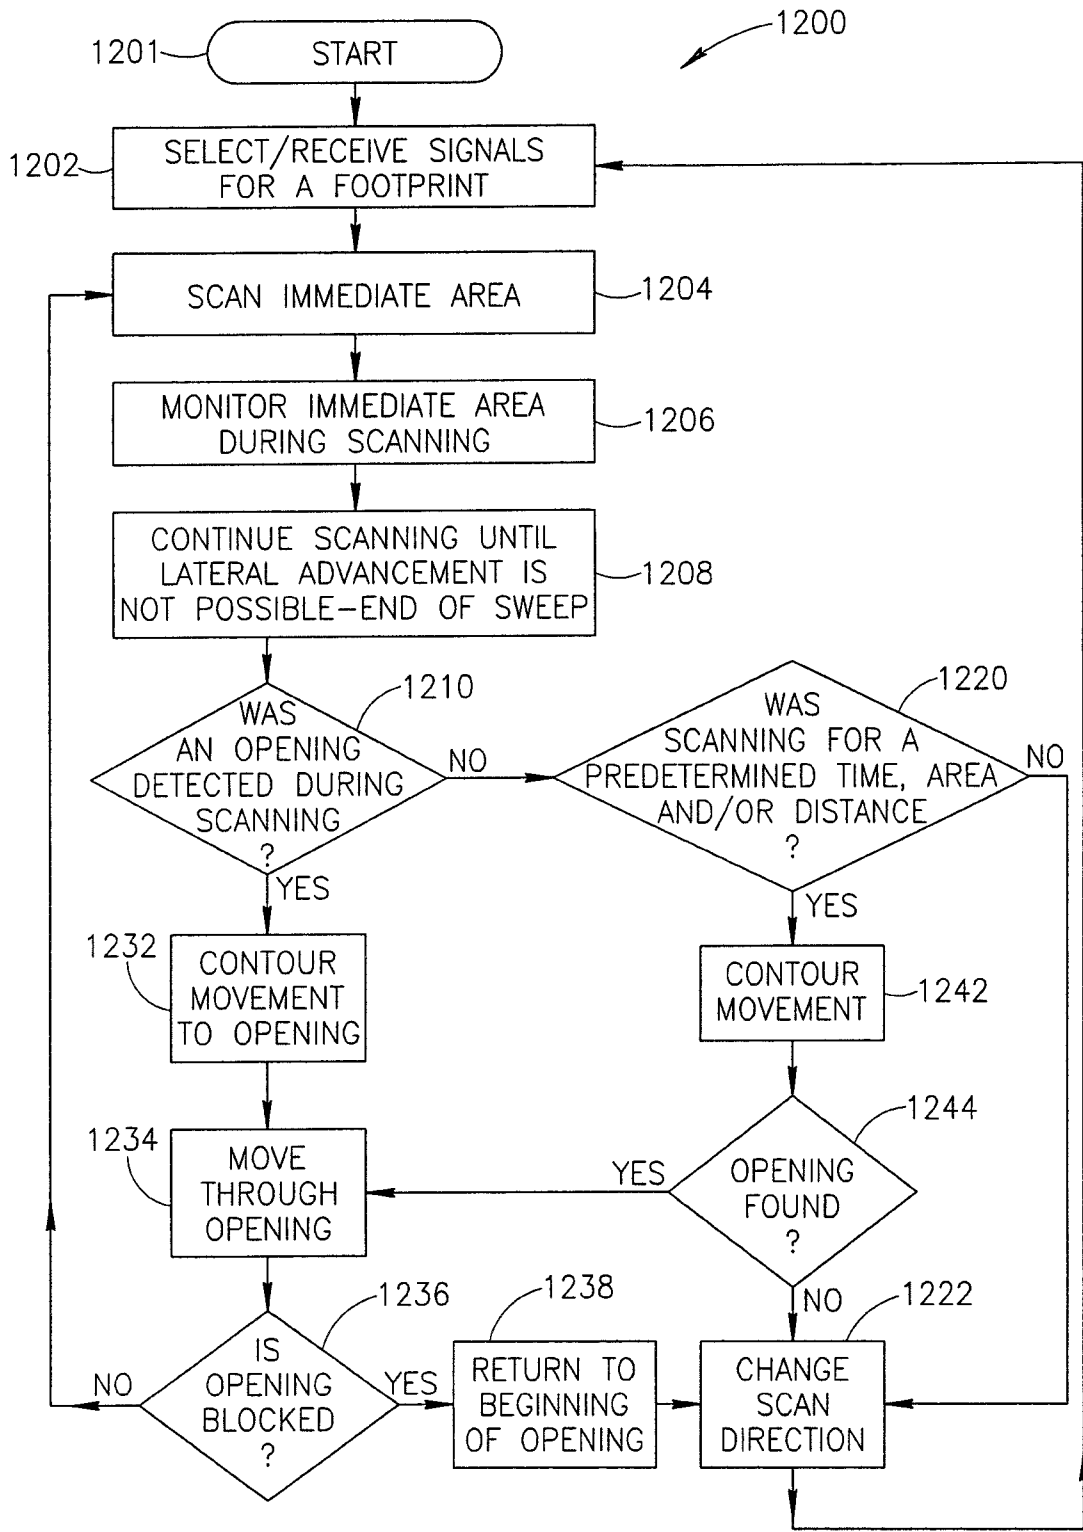 1200
1201
START
1202
SELECT/RECEIVE SIGNALS
FOR A FOOTPRINT
SCAN IMMEDIATE AREA
1204
MONITOR IMMEDIATE AREA
DURING SCANNING
1206
CONTINUE SCANNING UNTIL
LATERAL ADVANCEMENT IS
NOT POSSIBLE-END OF SWEEP
1208
1210
WAS
AN OPENING
DETECTED DURING
SCANNING
?
NO
YES
1220
WAS
SCANNING FOR A
PREDETERMINED TIME, AREA
AND/OR DISTANCE
?
NO
YES
1232
CONTOUR
MOVEMENT
TO OPENING
CONTOUR
MOVEMENT
1242
1234
MOVE
THROUGH
OPENING
1244
OPENING
FOUND
?
YES
NO
1236
IS
OPENING
BLOCKED
?
NO
YES
1238
RETURN TO
BEGINNING
OF OPENING
1222
CHANGE
SCAN
DIRECTION